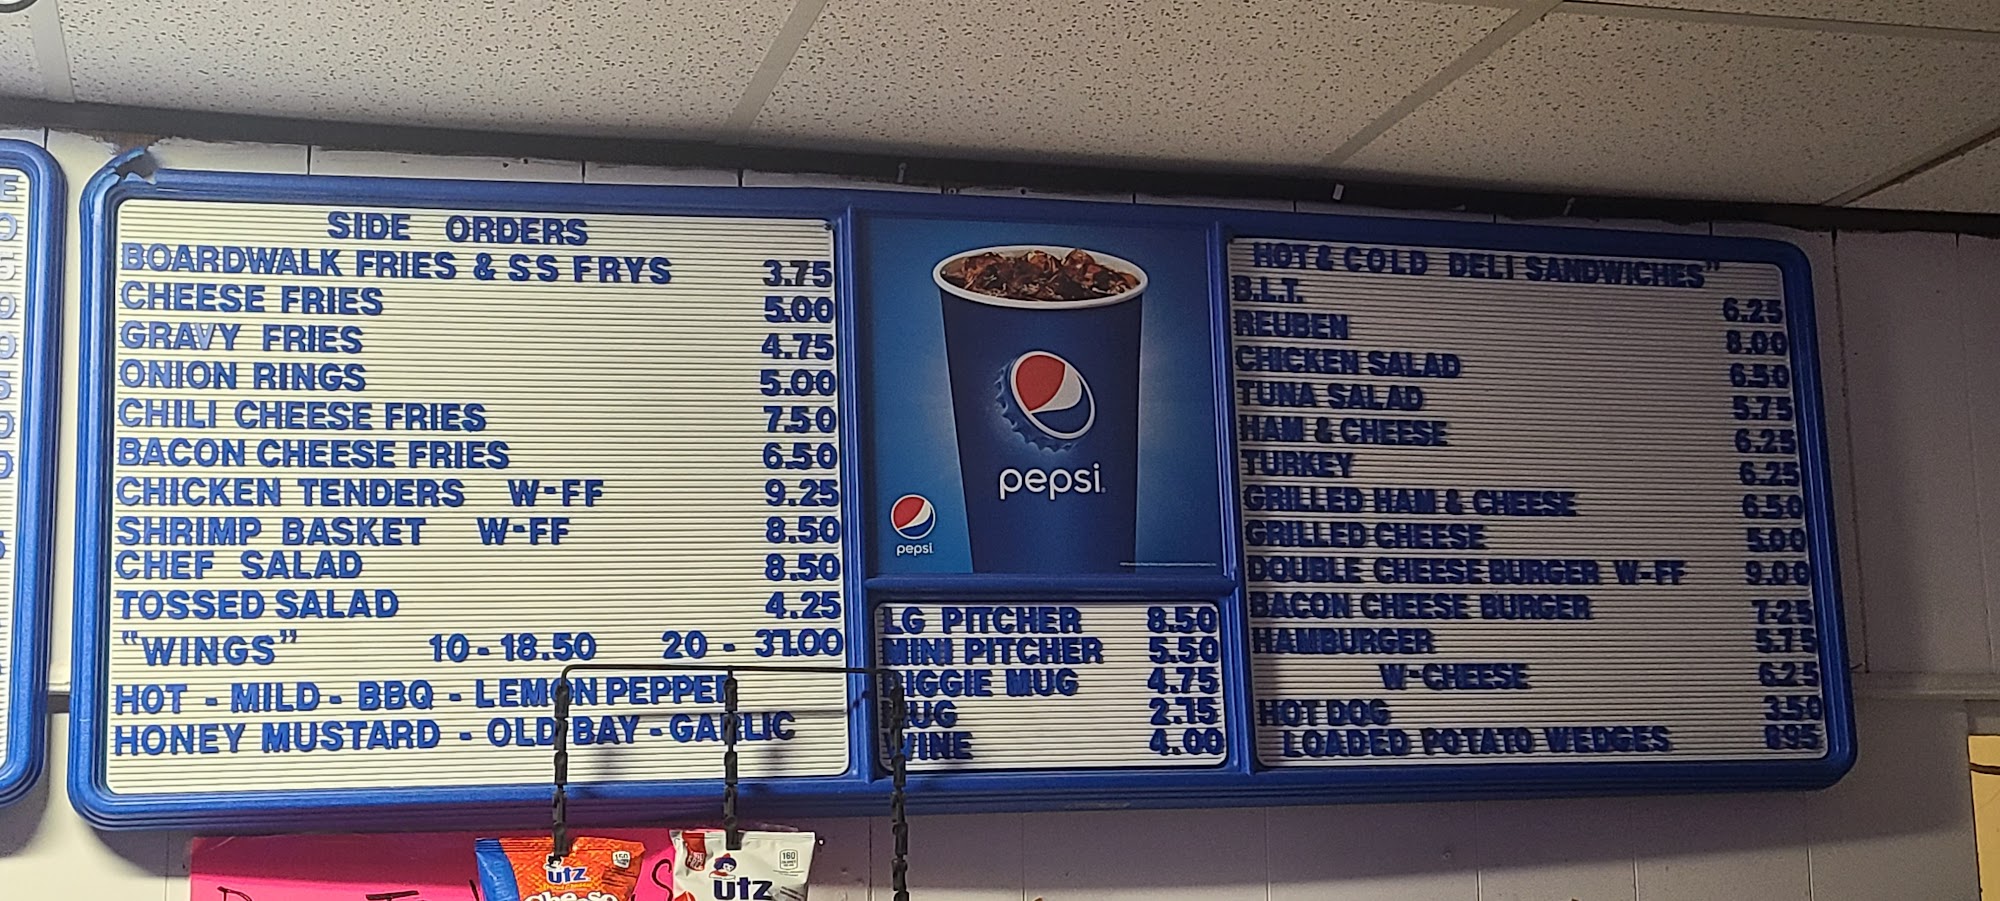 SIDE ORDERS
BOARDWALK FRIES & SS FRYS 3.75
CHEESE FRIES 5.00
GRAVY FRIES 4.75
ONION RINGS 5.00
CHILI CHEESE FRIES 7.50
BACON CHEESE FRIES 6.50
CHICKEN TENDERS W-FF 9.25
SHRIMP BASKET W-FF 8.50
CHEF SALAD 8.50
TOSSED SALAD 4.25
"WINGS" 10-18.50 20 - 37.00
HOT - MILD - BBQ - LEMON PEPPER
HONEY MUSTARD - OLD BAY - GARLIC
pepsi
pepsi
LG PITCHER 8.50
MINI PITCHER 5.50
BIGGIE MUG 4.75
MUG 2.75
WINE 4.00
HOT & COLD DELI SANDWICHES"
B.L.T. 6.25
REUBEN 8.00
CHICKEN SALAD 6.50
TUNA SALAD 5.75
HAM & CHEESE 6.25
TURKEY 6.25
GRILLED HAM & CHEESE 6.50
GRILLED CHEESE 5.00
DOUBLE CHEESE BURGER W-FF 9.00
BACON CHEESE BURGER 7.25
HAMBURGER 5.75
W-CHEESE 6.25
HOT DOG 3.50
LOADED POTATO WEDGES 8.95
utz
Cheese
utz
150
160